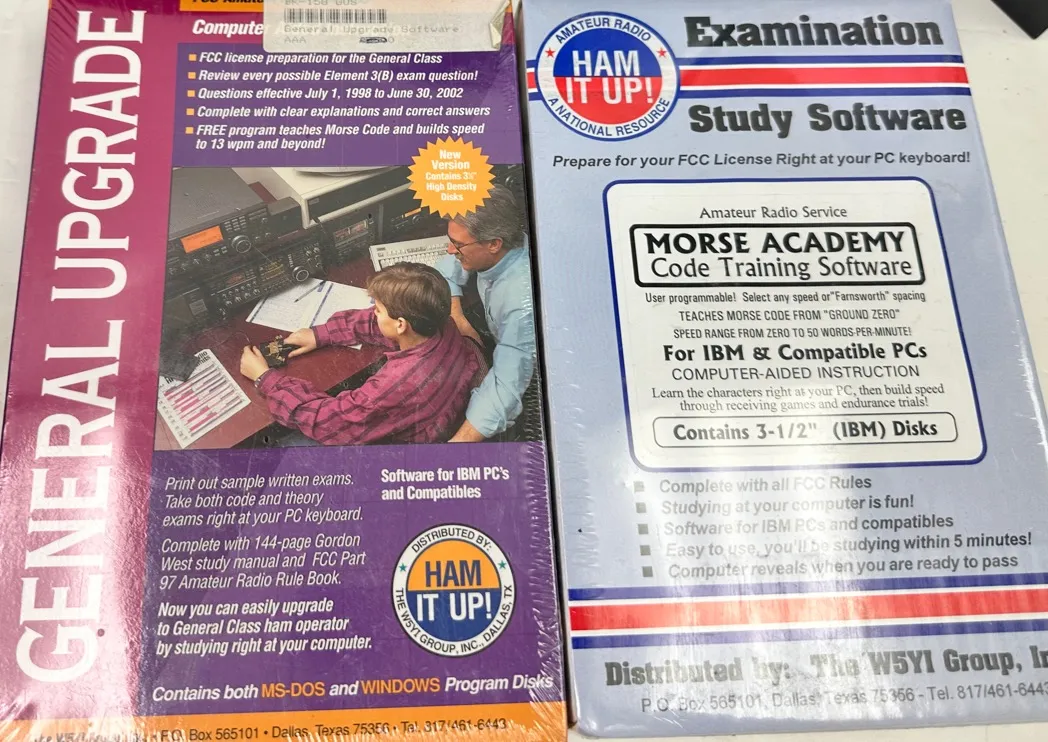 GENERAL UPGRADE
FCC Amateu
Computer A
General Upgrade Software
AAA
FCC license preparation for the General Class
Review every possible Element 3(B) exam question!
Questions effective July 1, 1998 to June 30, 2002
Complete with clear explanations and correct answers
FREE program teaches Morse Code and builds speed
to 13 wpm and beyond!
New
Version
Contains 3½"
High Density
Disks
Print out sample written exams.
Take both code and theory
exams right at your PC keyboard.
Complete with 144-page Gordon
West study manual and FCC Part
97 Amateur Radio Rule Book.
Now you can easily upgrade
to General Class ham operator
by studying right at your computer.
Software for IBM PC's
and Compatibles
DISTRIBUTED BY:
HAM
IT UP!
THE W5YI GROUP, INC., DALLAS, TX
Contains both MS-DOS and WINDOWS Program Disks
P.O. Box 565101 • Dallas, Texas 75356 • Tel. 817/461-6443
AMATEUR RADIO
HAM
IT UP!
A NATIONAL RESOURCE
Examination
Study Software
Prepare for your FCC License Right at your PC keyboard!
Amateur Radio Service
MORSE ACADEMY
Code Training Software
User programmable! Select any speed or "Farnsworth" spacing
TEACHES MORSE CODE FROM "GROUND ZERO"
SPEED RANGE FROM ZERO TO 50 WORDS-PER-MINUTE!
For IBM & Compatible PCs
COMPUTER-AIDED INSTRUCTION
Learn the characters right at your PC, then build speed
through receiving games and endurance trials!
Contains 3-1/2" (IBM) Disks
Complete with all FCC Rules
Studying at your computer is fun!
Software for IBM PCs and compatibles
Easy to use, you'll be studying within 5 minutes!
Computer reveals when you are ready to pass
Distributed by: The W5YI Group, In
P.O. Box 565101, Dallas, Texas 75356 - Tel. 817/461-6443